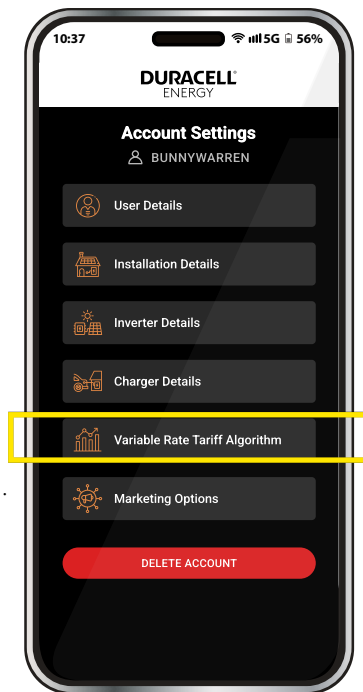 10:37 5G 56%
DURACELL
ENERGY
Account Settings
BUNNYWARREN
User Details
Installation Details
Inverter Details
Charger Details
Variable Rate Tariff Algorithm
.
Marketing Options
DELETE ACCOUNT